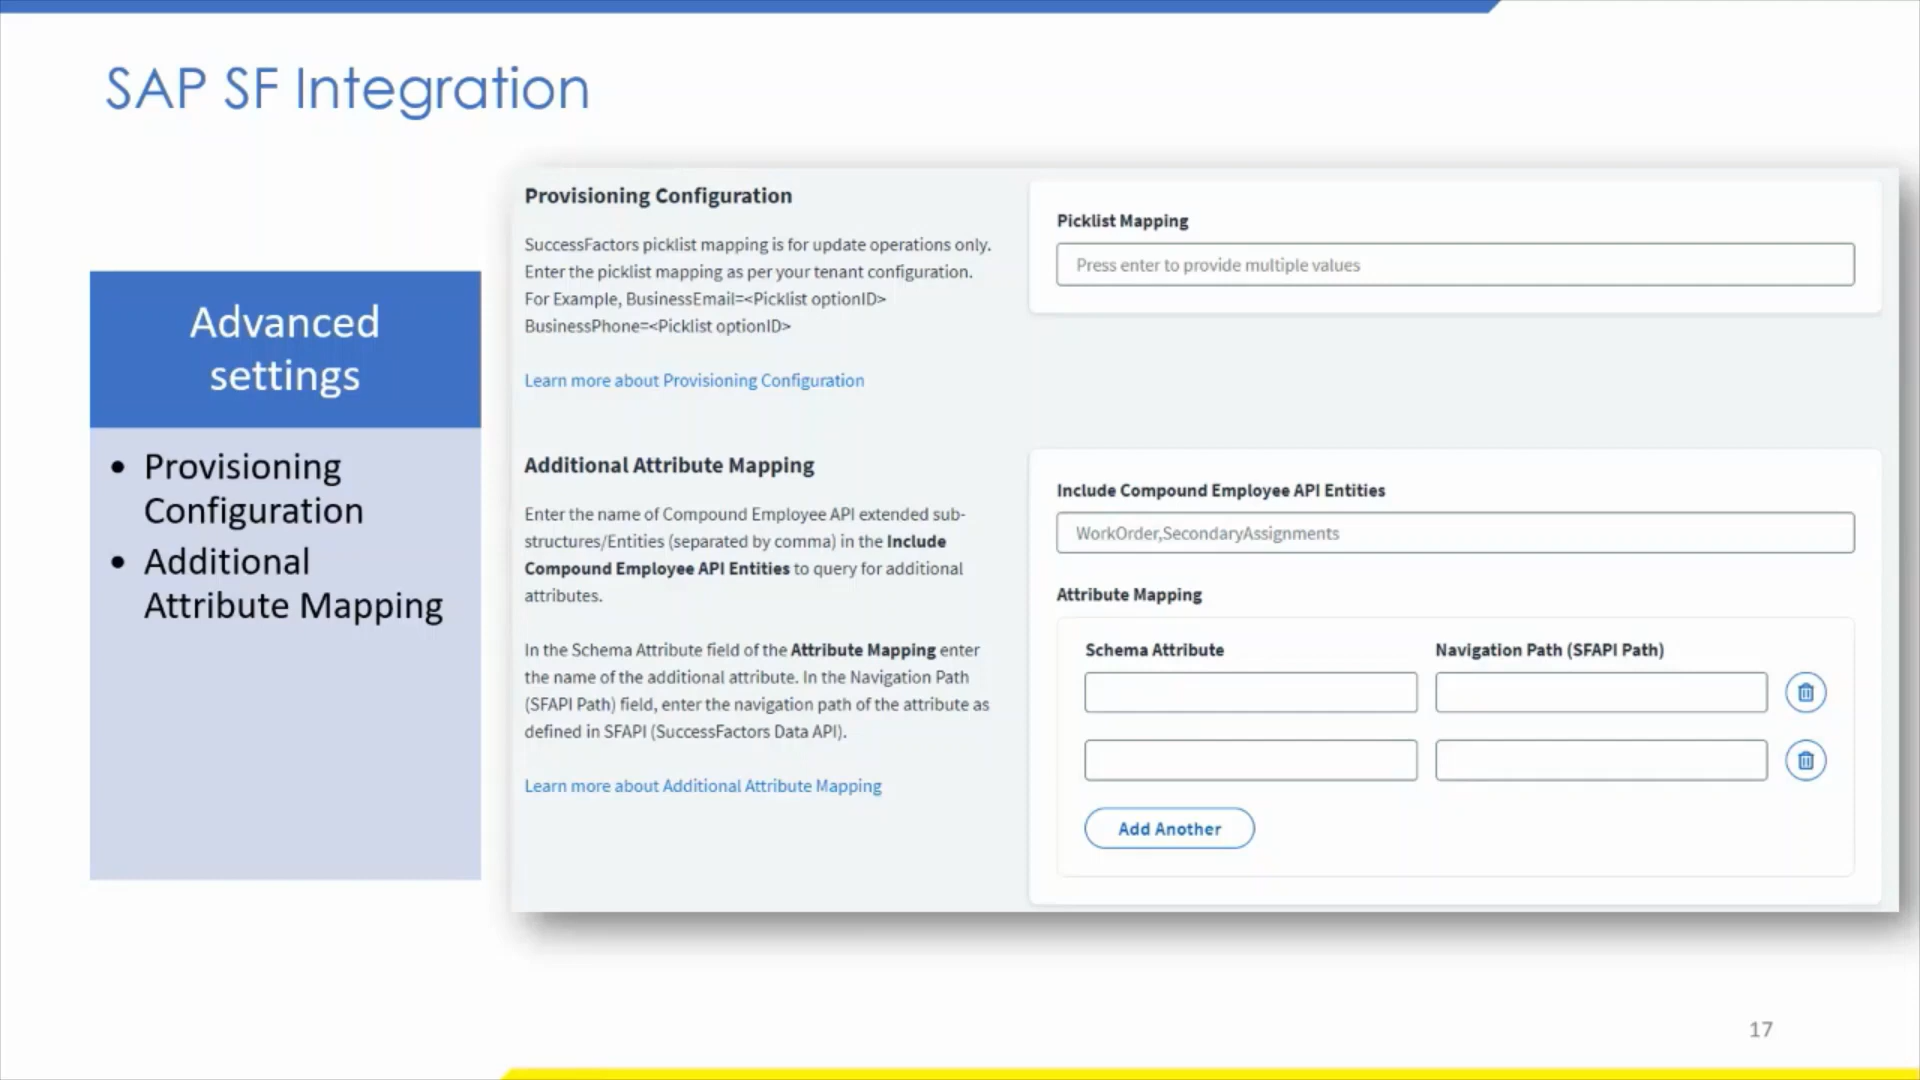 SAP SF Integration
Advanced
settings
• Provisioning
Configuration
• Additional
Attribute Mapping
Provisioning Configuration
SuccessFactors picklist mapping is for update operations only.
Enter the picklist mapping as per your tenant configuration.
For Example, BusinessEmail=<Picklist optionID>
BusinessPhone=<Picklist optionID>
Learn more about Provisioning Configuration
Picklist Mapping
Press enter to provide multiple values
Additional Attribute Mapping
Enter the name of Compound Employee API extended sub-
structures/Entities (separated by comma) in the Include
Compound Employee API Entities to query for additional
attributes.
In the Schema Attribute field of the Attribute Mapping enter
the name of the additional attribute. In the Navigation Path
(SFAPI Path) field, enter the navigation path of the attribute as
defined in SFAPI (SuccessFactors Data API).
Learn more about Additional Attribute Mapping
Include Compound Employee API Entities
WorkOrder,SecondaryAssignments
Attribute Mapping
Schema Attribute
Navigation Path (SFAPI Path)
Add Another
17